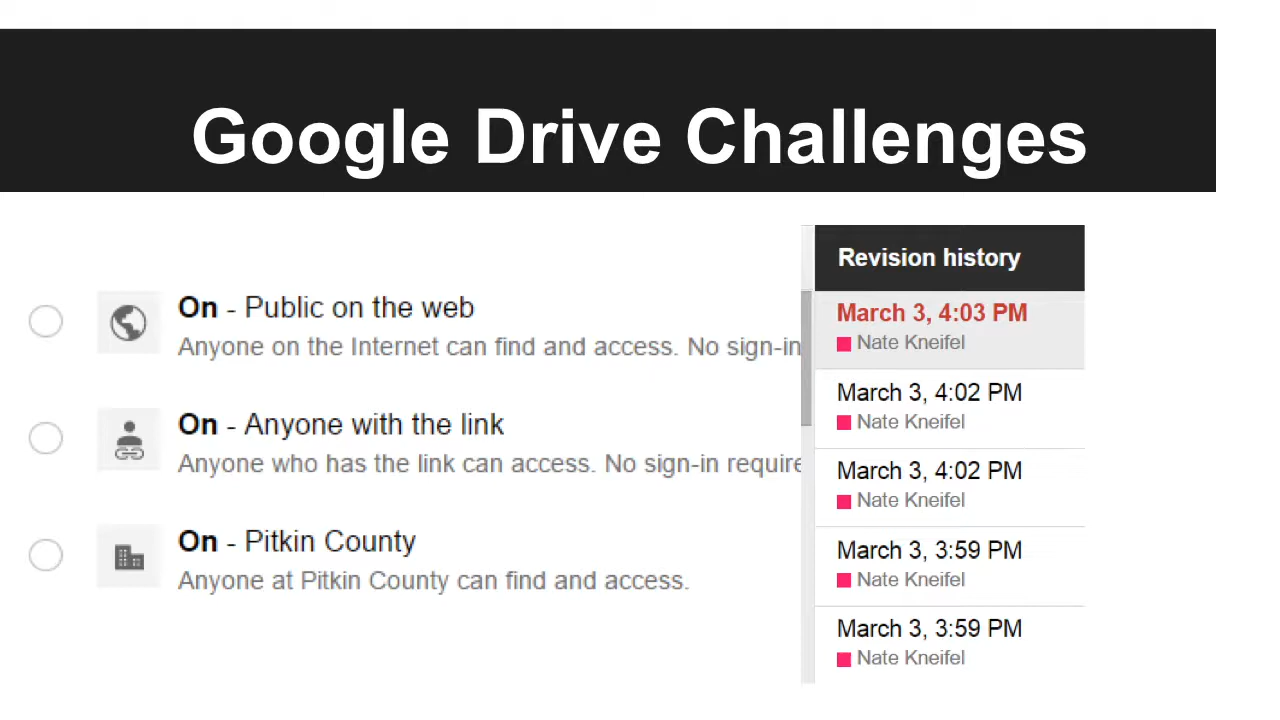 Google Drive Challenges
On - Public on the web
Anyone on the Internet can find and access. No sign-in
On - Anyone with the link
Anyone who has the link can access. No sign-in require
On - Pitkin County
Anyone at Pitkin County can find and access.
Revision history
March 3, 4:03 PM
Nate Kneifel
March 3, 4:02 PM
Nate Kneifel
March 3, 4:02 PM
Nate Kneifel
March 3, 3:59 PM
Nate Kneifel
March 3, 3:59 PM
Nate Kneifel